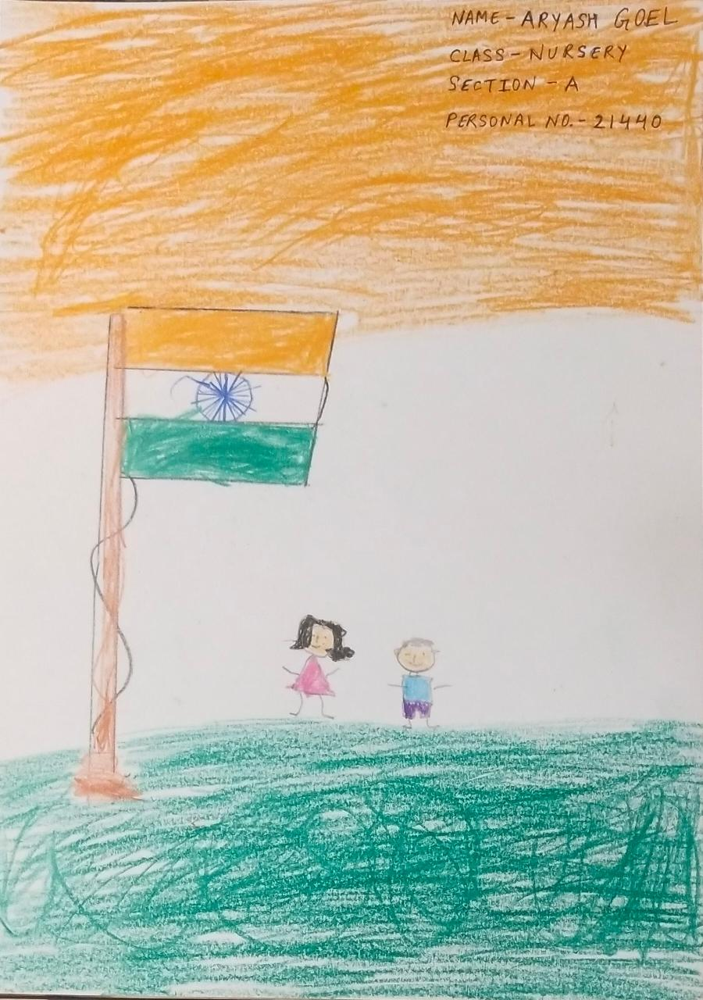 NAME - ARYASH GOEL
CLASS - NURSERY
SECTION - A
PERSONAL NO. - 21440